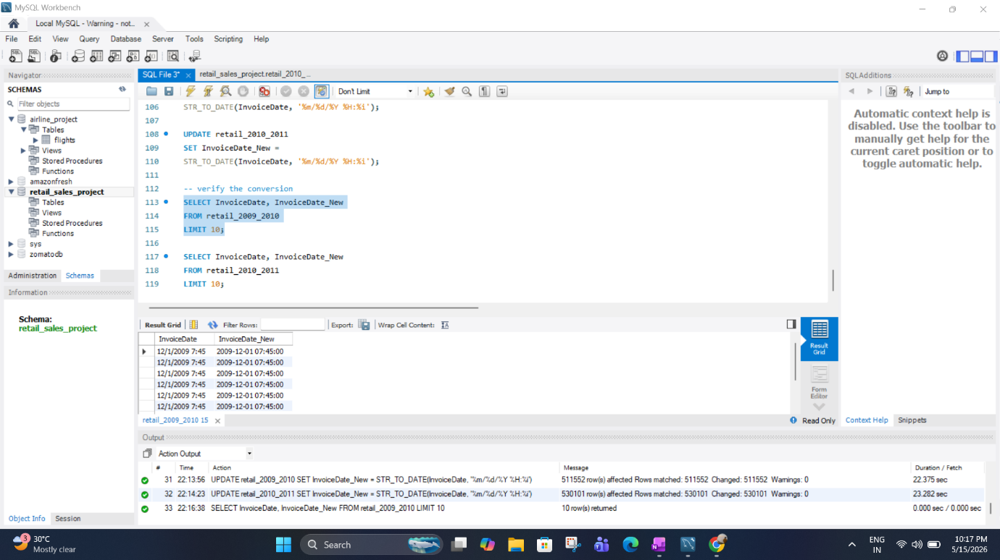 MySQL Workbench
Local MySQL - Warning - not...
File Edit View Query Database Server Tools Scripting Help
Navigator
SCHEMAS
Filter objects
airline_project
Tables
flights
Views
Stored Procedures
Functions
amazonfresh
retail_sales_project
Tables
Views
Stored Procedures
Functions
sys
zomatodb
Administration Schemas
Information
Schema:
retail_sales_project
Object Info Session
SQL File 3* retail_sales_project.retail_2010_...
Don't Limit
106 STR_TO_DATE(InvoiceDate, '%m/%d/%Y %H:%i');
107
108 UPDATE retail_2010_2011
109 SET InvoiceDate_New =
110 STR_TO_DATE(InvoiceDate, '%m/%d/%Y %H:%i');
111
112 -- verify the conversion
113 SELECT InvoiceDate, InvoiceDate_New
114 FROM retail_2009_2010
115 LIMIT 10;
116
117 SELECT InvoiceDate, InvoiceDate_New
118 FROM retail_2010_2011
119 LIMIT 10;
Result Grid Filter Rows: Export: Wrap Cell Content:
InvoiceDate InvoiceDate_New
12/1/2009 7:45 2009-12-01 07:45:00
12/1/2009 7:45 2009-12-01 07:45:00
12/1/2009 7:45 2009-12-01 07:45:00
12/1/2009 7:45 2009-12-01 07:45:00
12/1/2009 7:45 2009-12-01 07:45:00
12/1/2009 7:45 2009-12-01 07:45:00
Result
Grid
Form
Editor
retail_2009_2010 15 Read Only
SQLAdditions
Jump to
Automatic context help is
disabled. Use the toolbar to
manually get help for the
current caret position or to
toggle automatic help.
Context Help Snippets
Output
Action Output
# Time Action Message Duration / Fetch
31 22:13:56 UPDATE retail_2009_2010 SET InvoiceDate_New = STR_TO_DATE(InvoiceDate, '%m/%d/%Y %H:%i') 511552 row(s) affected Rows matched: 511552 Changed: 511552 Warnings: 0 22.375 sec
32 22:14:23 UPDATE retail_2010_2011 SET InvoiceDate_New = STR_TO_DATE(InvoiceDate, '%m/%d/%Y %H:%i') 530101 row(s) affected Rows matched: 530101 Changed: 530101 Warnings: 0 23.282 sec
33 22:16:38 SELECT InvoiceDate, InvoiceDate_New FROM retail_2009_2010 LIMIT 10 10 row(s) returned 0.000 sec / 0.000 sec
3
30°C
Mostly clear
Search
ENG
IN
10:17 PM
5/15/2026